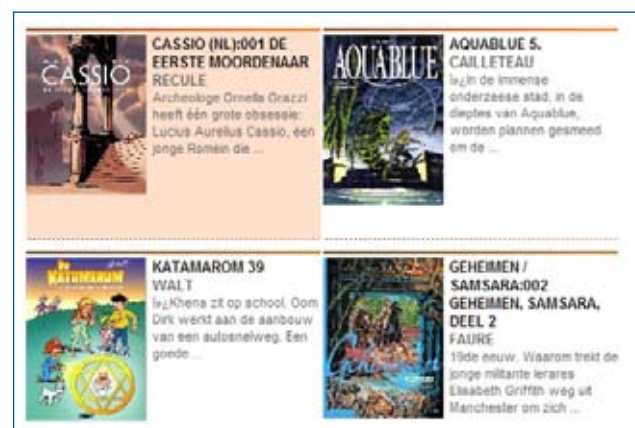 CASSIO
CASSIO (NL):001 DE
EERSTE MOORDENAAR
RECULE
Archeologe Ornella Grazzi
heeft één grote obsessie:
Lucius Aurelius Cassio, een
jonge Romein die ...
AQUABLUE
AQUABLUE 5.
CAILLETEAU
ï»¿In de immense
onderzeese stad, in de
dieptes van Aquablue,
worden plannen gesmeed
om de ...
KATAMAROM
KATAMAROM 39
WALT
ï»¿Khena zit op school. Oom
Dirk werkt aan de aanbouw
van een autosnelweg. Een
goede ...
GEHEIMEN /
SAMSARA:002
GEHEIMEN, SAMSARA,
DEEL 2
FAURE
19de eeuw. Waarom trekt de
jonge militante lerares
Elisabeth Griffith weg uit
Manchester om zich ...